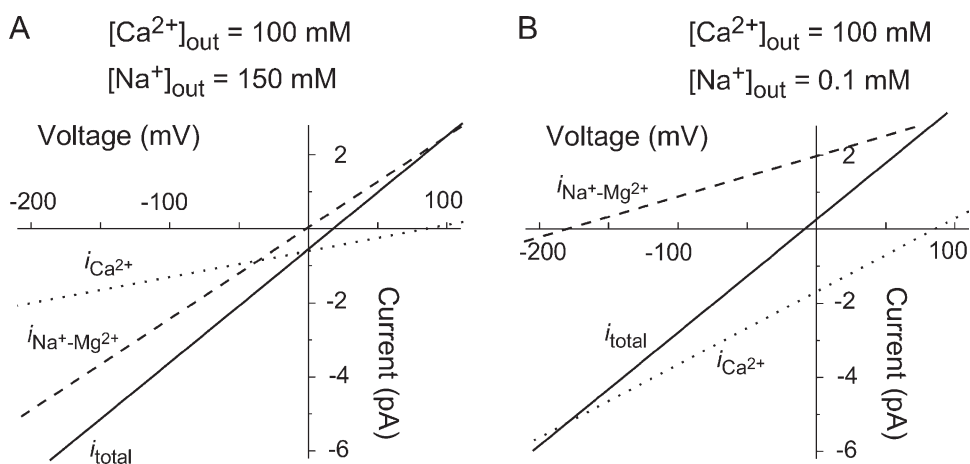 A
[Ca²⁺]out = 100 mM
[Na⁺]out = 150 mM
Voltage (mV)
2
-200
-100
100
iCa²⁺
-2
iNa⁺-Mg²⁺
-4
-6
itotal
Current (pA)
B
[Ca²⁺]out = 100 mM
[Na⁺]out = 0.1 mM
Voltage (mV)
2
iNa⁺-Mg²⁺
-200
-100
100
-2
itotal
iCa²⁺
-4
-6
Current (pA)